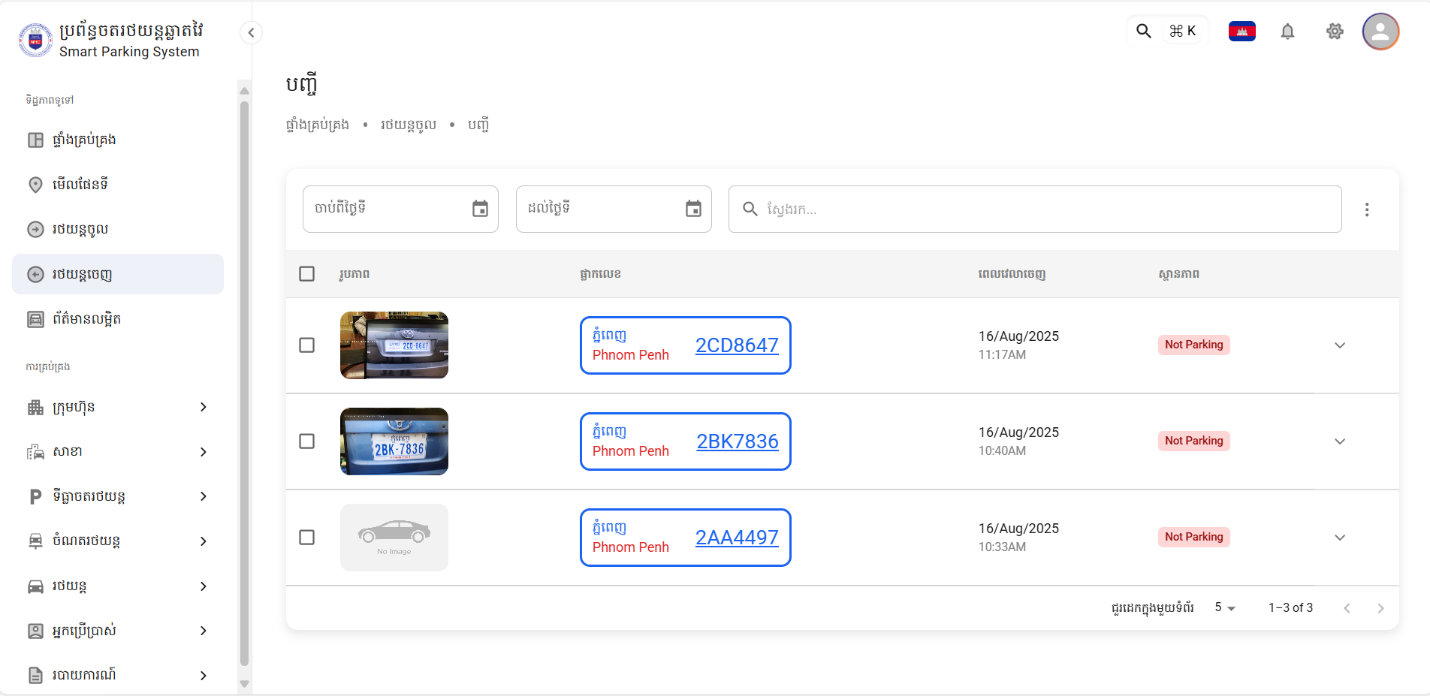 ប្រព័ន្ធចតរថយន្តឆ្លាតវៃ
Smart Parking System
⌘ K
ទិដ្ឋភាពទូទៅ
ផ្ទាំងគ្រប់គ្រង
មើលផែនទី
រថយន្តចូល
រថយន្តចេញ
ព័ត៌មានលម្អិត
ការគ្រប់គ្រង
ក្រុមហ៊ុន
សាខា
ទីធ្លាចតរថយន្ត
ចំណតរថយន្ត
រថយន្ត
អ្នកប្រើប្រាស់
របាយការណ៍
បញ្ជី
ផ្ទាំងគ្រប់គ្រង • រថយន្តចូល • បញ្ជី
ចាប់ពីថ្ងៃទី
ដល់ថ្ងៃទី
ស្វែងរក...
រូបភាព ផ្លាកលេខ ពេលវេលាចេញ ស្ថានភាព
2CD-8647
ភ្នំពេញ
Phnom Penh
2CD8647
16/Aug/2025
11:17AM
Not Parking
ភ្នំពេញ
2BK-7836
ភ្នំពេញ
Phnom Penh
2BK7836
16/Aug/2025
10:40AM
Not Parking
No Image
ភ្នំពេញ
Phnom Penh
2AA4497
16/Aug/2025
10:33AM
Not Parking
ជួរដេកក្នុងមួយទំព័រ 5 1–3 of 3